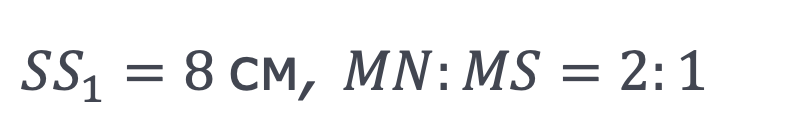 SS₁ = 8 см, MN: MS = 2: 1